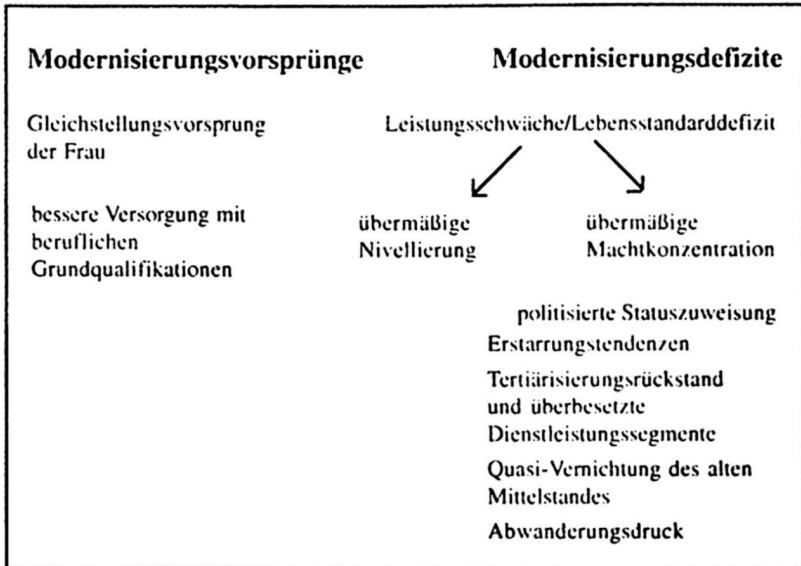 Modernisierungsvorsprünge
Gleichstellungsvorsprung
der Frau
bessere Versorgung mit
beruflichen
Grundqualifikationen
Modernisierungsdefizite
Leistungsschwäche/Lebensstandarddefizit
übermäßige
Nivellierung
übermäßige
Machtkonzentration
politisierte Statuszuweisung
Erstarrungstendenzen
Tertiärisierungsrückstand
und überbesetzte
Dienstleistungssegmente
Quasi-Vernichtung des alten
Mittelstandes
Abwanderungsdruck